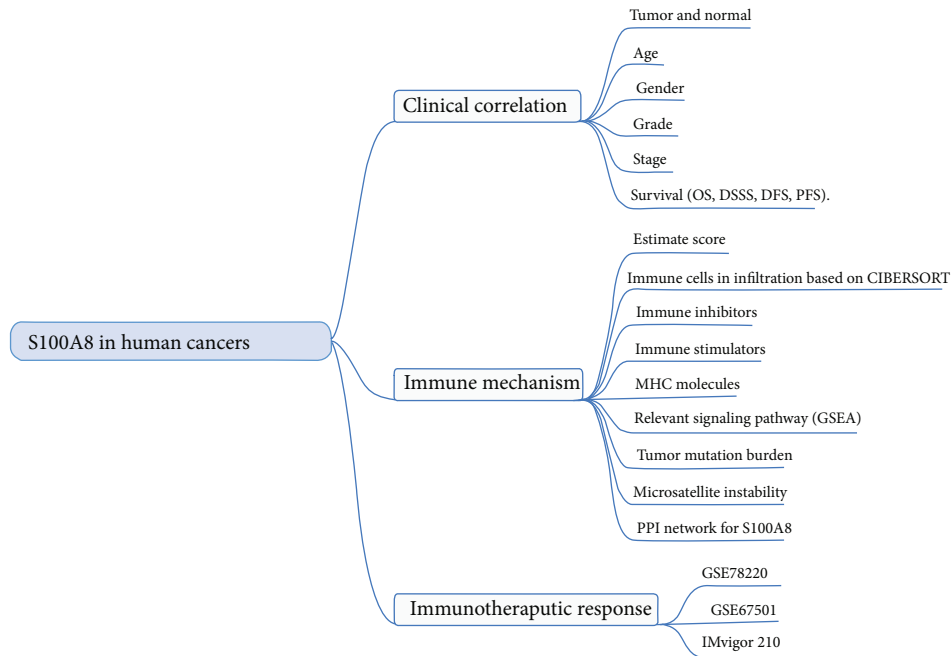 S100A8 in human cancers
Clinical correlation
Tumor and normal
Age
Gender
Grade
Stage
Survival (OS, DSSS, DFS, PFS).
Immune mechanism
Estimate score
Immune cells in infiltration based on CIBERSORT
Immune inhibitors
Immune stimulators
MHC molecules
Relevant signaling pathway (GSEA)
Tumor mutation burden
Microsatellite instability
PPI network for S100A8
Immunotheraputic response
GSE78220
GSE67501
IMvigor 210